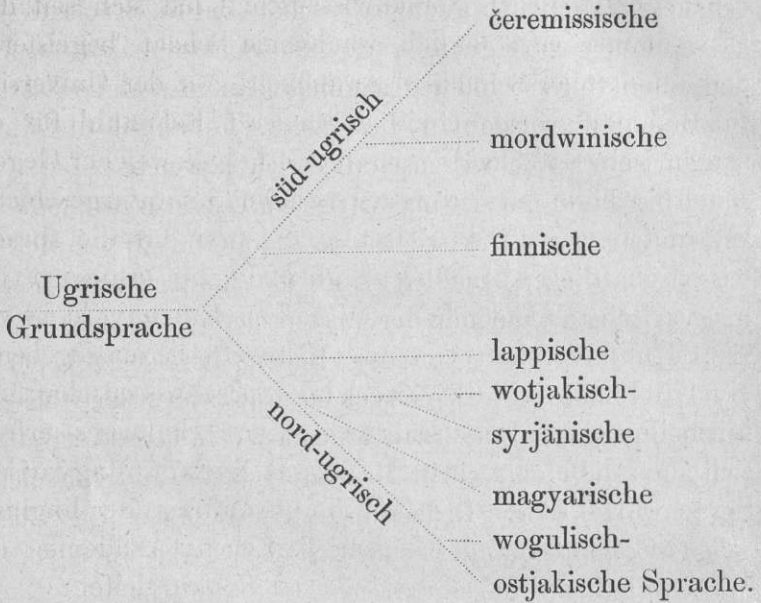 čeremissische
süd-ugrisch
mordwinische
finnische
Ugrische
Grundsprache
lappische
wotjakisch-
syrjänische
nord-ugrisch
magyarische
wogulisch-
ostjakische Sprache.